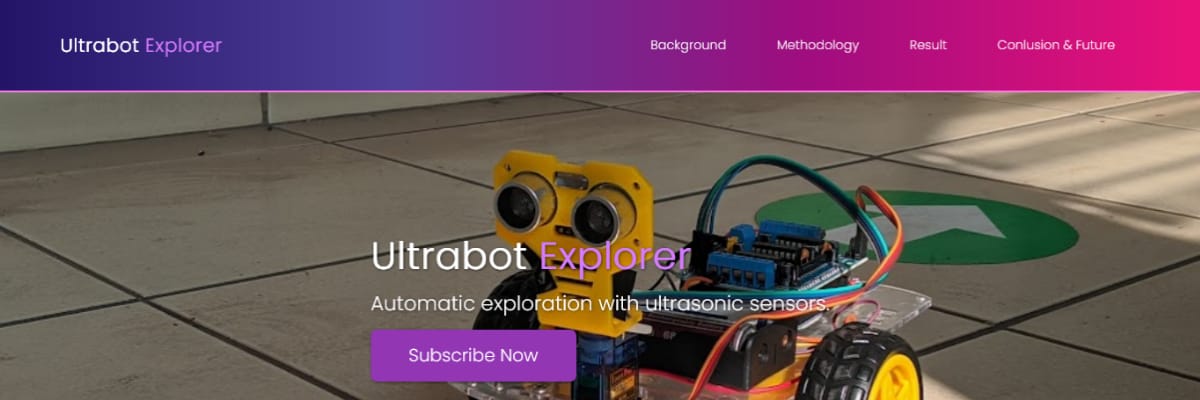 Ultrabot Explorer
Background Methodology Result Conlusion & Future
Ultrabot Explorer
Automatic exploration with ultrasonic sensors.
Subscribe Now